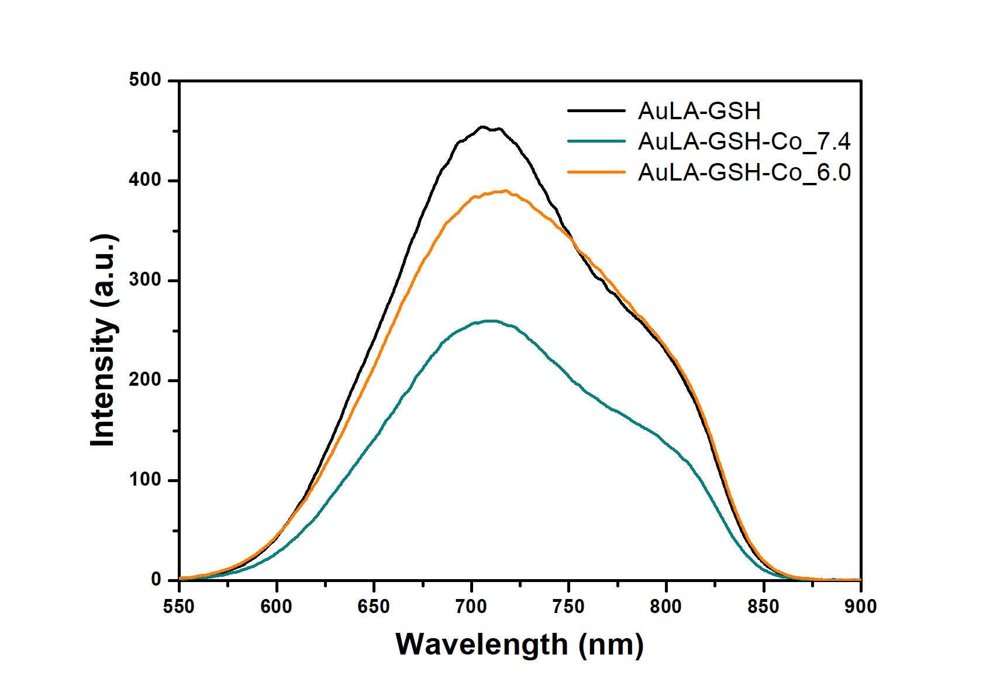 500
400
300
200
100
0
Intensity (a.u.)
AuLA-GSH
AuLA-GSH-Co_7.4
AuLA-GSH-Co_6.0
550 600 650 700 750 800 850 900
Wavelength (nm)